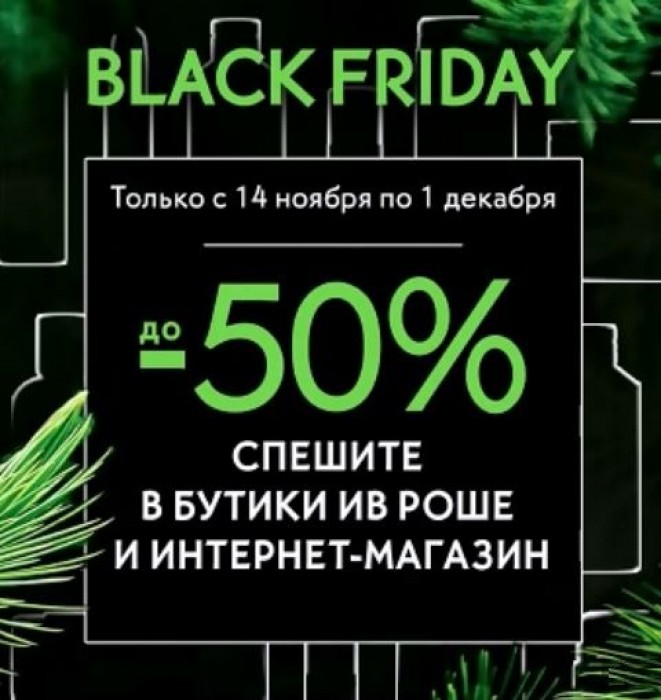 BLACK FRIDAY
Только с 14 ноября по 1 декабря
до
-50%
СПЕШИТЕ
В БУТИКИ ИВ РОШЕ
И ИНТЕРНЕТ-МАГАЗИН